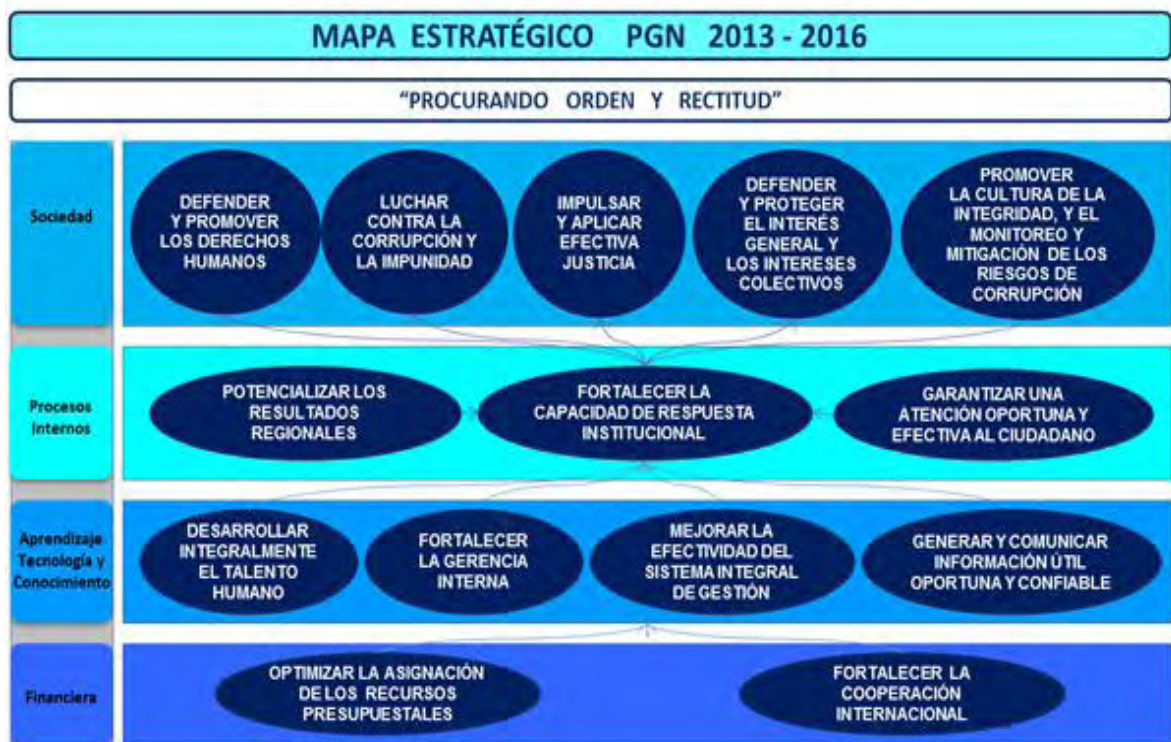 MAPA ESTRATÉGICO PGN 2013 - 2016
“PROCURANDO ORDEN Y RECTITUD”
Sociedad
DEFENDER
Y PROMOVER
LOS DERECHOS
HUMANOS
LUCHAR
CONTRA LA
CORRUPCIÓN Y
LA IMPUNIDAD
IMPULSAR
Y APLICAR
EFECTIVA
JUSTICIA
DEFENDER
Y PROTEGER
EL INTERÉS
GENERAL Y
LOS INTERESES
COLECTIVOS
PROMOVER
LA CULTURA DE LA
INTEGRIDAD, Y EL
MONITOREO Y
MITIGACIÓN DE LOS
RIESGOS DE
CORRUPCIÓN
Procesos
Internos
POTENCIALIZAR LOS
RESULTADOS
REGIONALES
FORTALECER LA
CAPACIDAD DE RESPUESTA
INSTITUCIONAL
GARANTIZAR UNA
ATENCIÓN OPORTUNA Y
EFECTIVA AL CIUDADANO
Aprendizaje
Tecnología y
Conocimiento
DESARROLLAR
INTEGRALMENTE
EL TALENTO
HUMANO
FORTALECER
LA GERENCIA
INTERNA
MEJORAR LA
EFECTIVIDAD DEL
SISTEMA INTEGRAL
DE GESTIÓN
GENERAR Y COMUNICAR
INFORMACIÓN ÚTIL
OPORTUNA Y CONFIABLE
Financiera
OPTIMIZAR LA ASIGNACIÓN
DE LOS RECURSOS
PRESUPUESTALES
FORTALECER LA
COOPERACIÓN
INTERNACIONAL